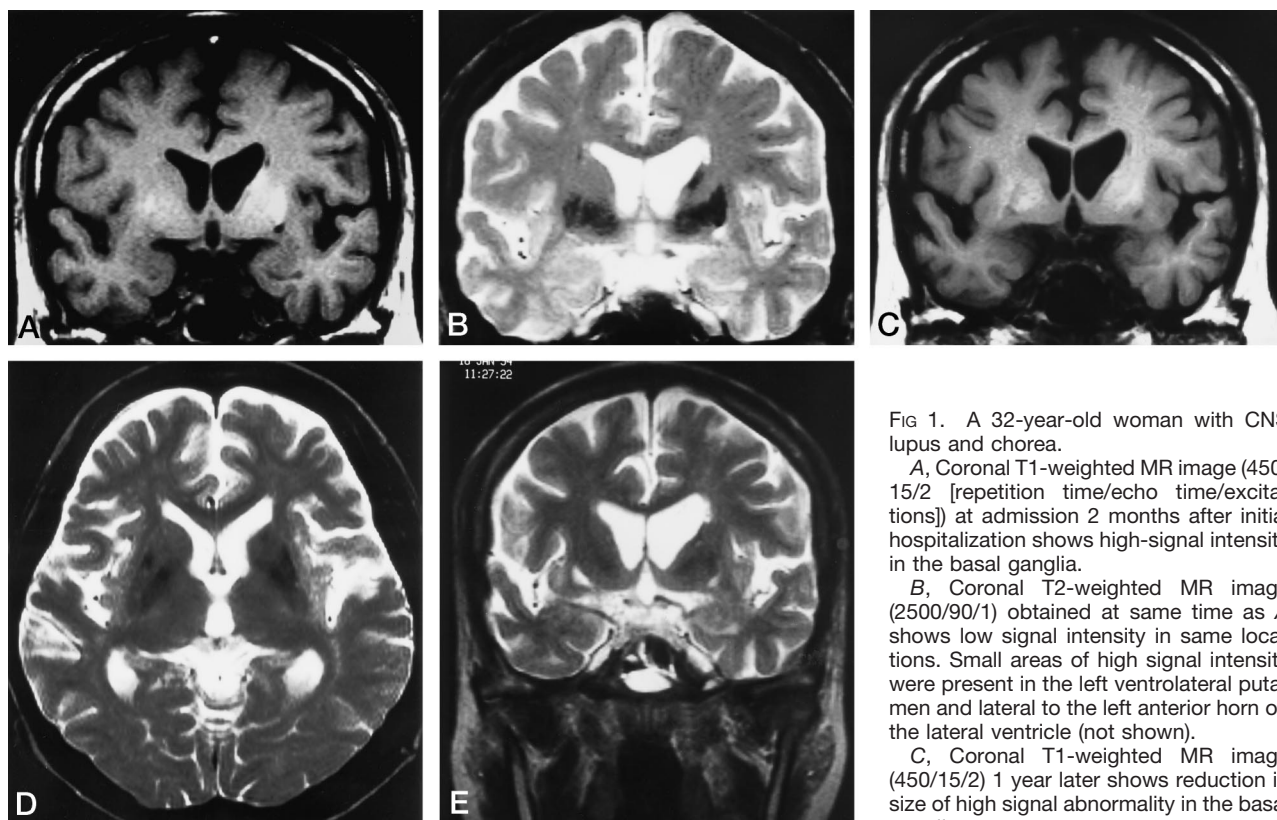 A
B
C
D
11:27:22
E
FIG 1. A 32-year-old woman with CNS
lupus and chorea.
A, Coronal T1-weighted MR image (450
15/2 [repetition time/echo time/excita
tions]) at admission 2 months after initia
hospitalization shows high-signal intensit
in the basal ganglia.
B, Coronal T2-weighted MR imag
(2500/90/1) obtained at same time as A
shows low signal intensity in same loca
tions. Small areas of high signal intensit
were present in the left ventrolateral puta
men and lateral to the left anterior horn o
the lateral ventricle (not shown).
C, Coronal T1-weighted MR imag
(450/15/2) 1 year later shows reduction i
size of high signal abnormality in the basa